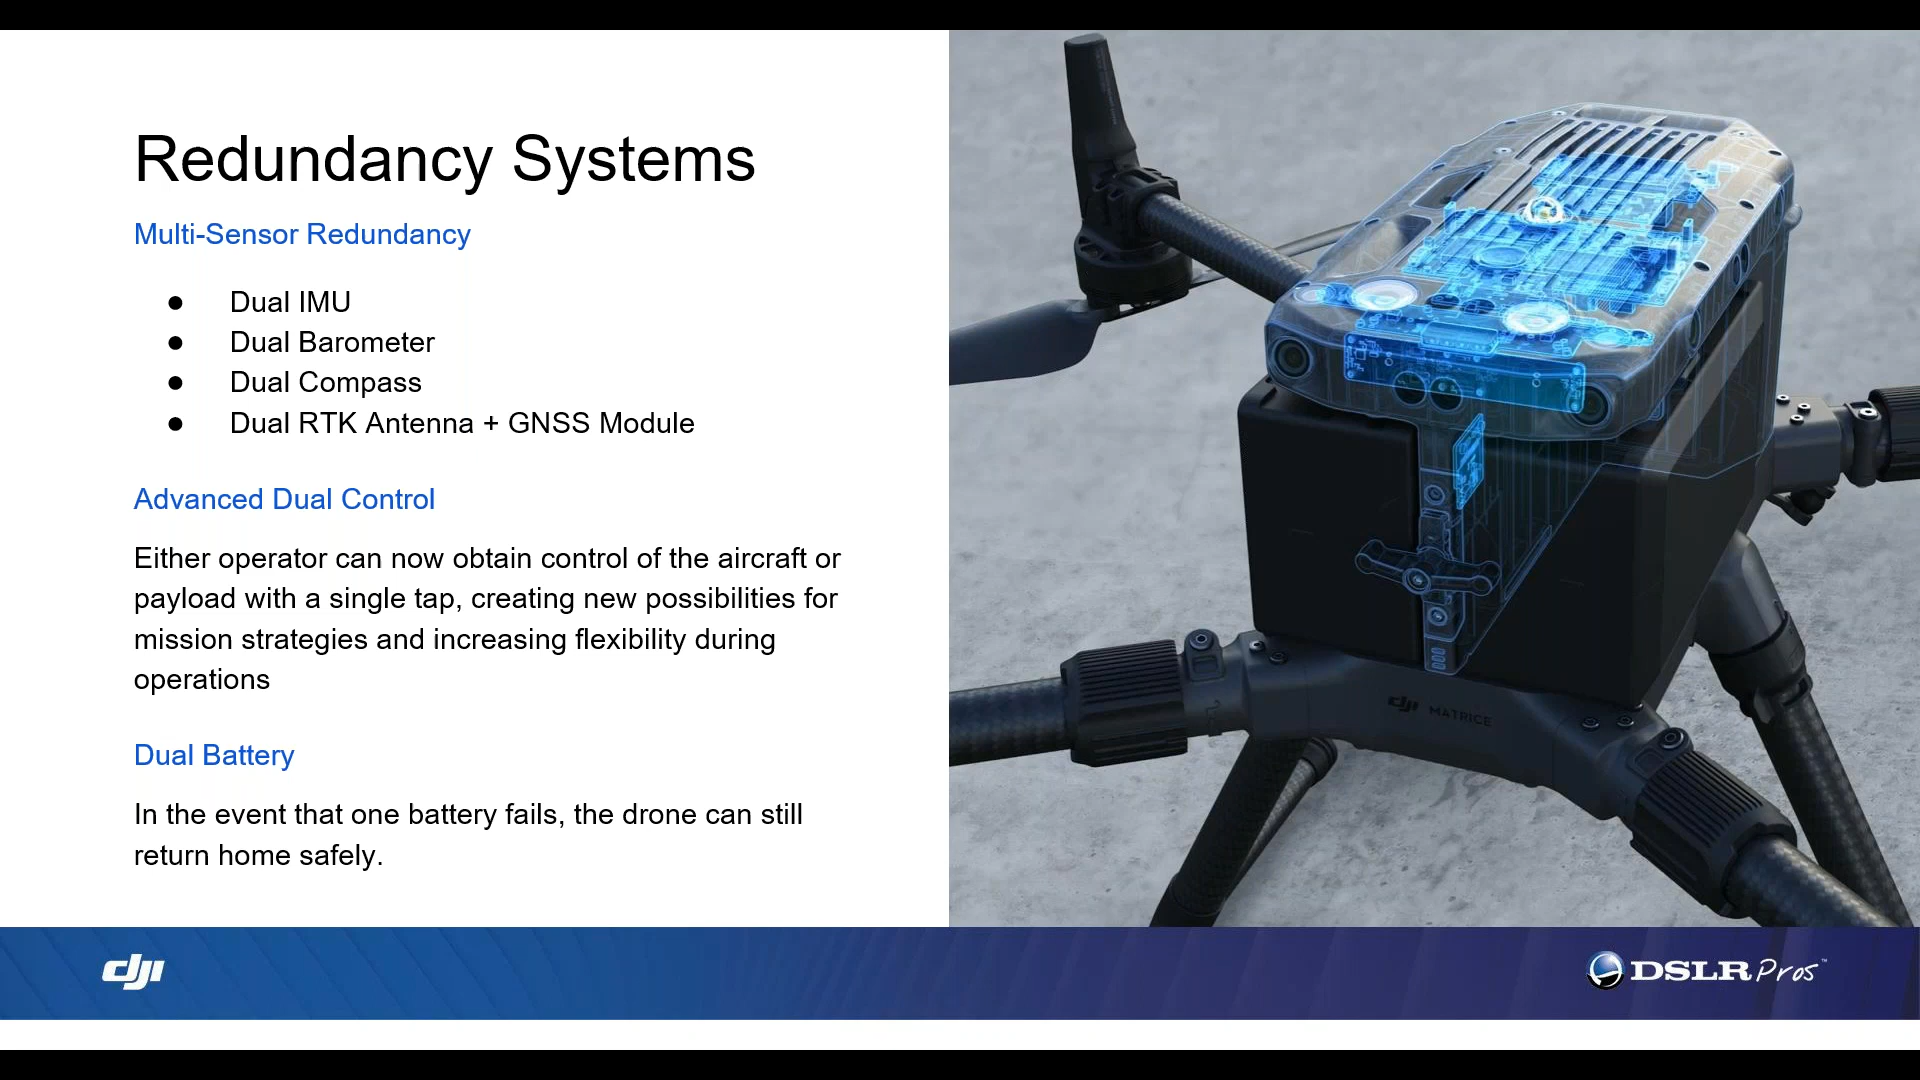 Redundancy Systems
Multi-Sensor Redundancy
● Dual IMU
● Dual Barometer
● Dual Compass
● Dual RTK Antenna + GNSS Module
Advanced Dual Control
Either operator can now obtain control of the aircraft or
payload with a single tap, creating new possibilities for
mission strategies and increasing flexibility during
operations
Dual Battery
In the event that one battery fails, the drone can still
return home safely.
dji MATRICE
dji
DSLR Pros™